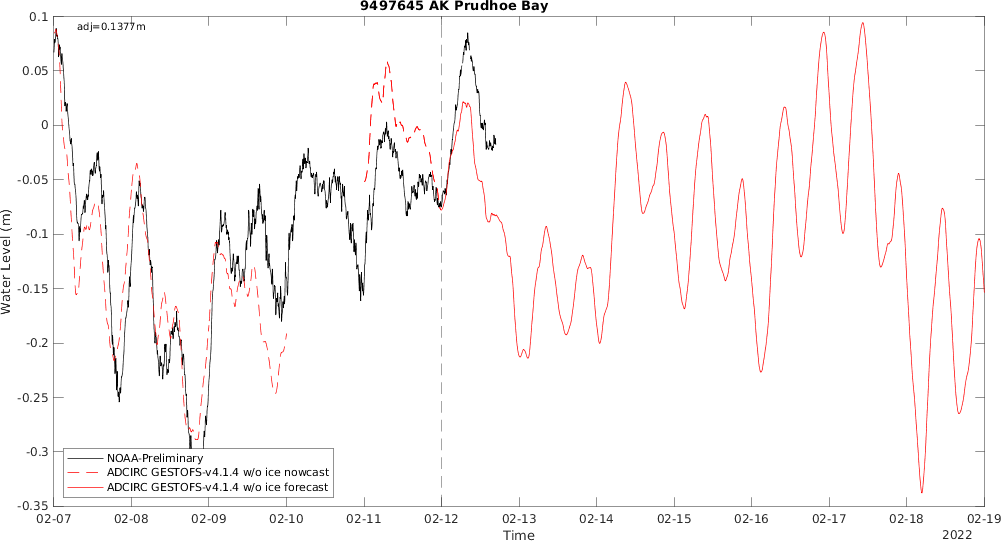 9497645 AK Prudhoe Bay
adj=0.1377m
0.1
0.05
0
-0.05
-0.1
-0.15
-0.2
-0.25
-0.3
-0.35
Water Level (m)
NOAA-Preliminary
ADCIRC GESTOFS-v4.1.4 w/o ice nowcast
ADCIRC GESTOFS-v4.1.4 w/o ice forecast
02-07 02-08 02-09 02-10 02-11 02-12 02-13 02-14 02-15 02-16 02-17 02-18 02-19
Time
2022